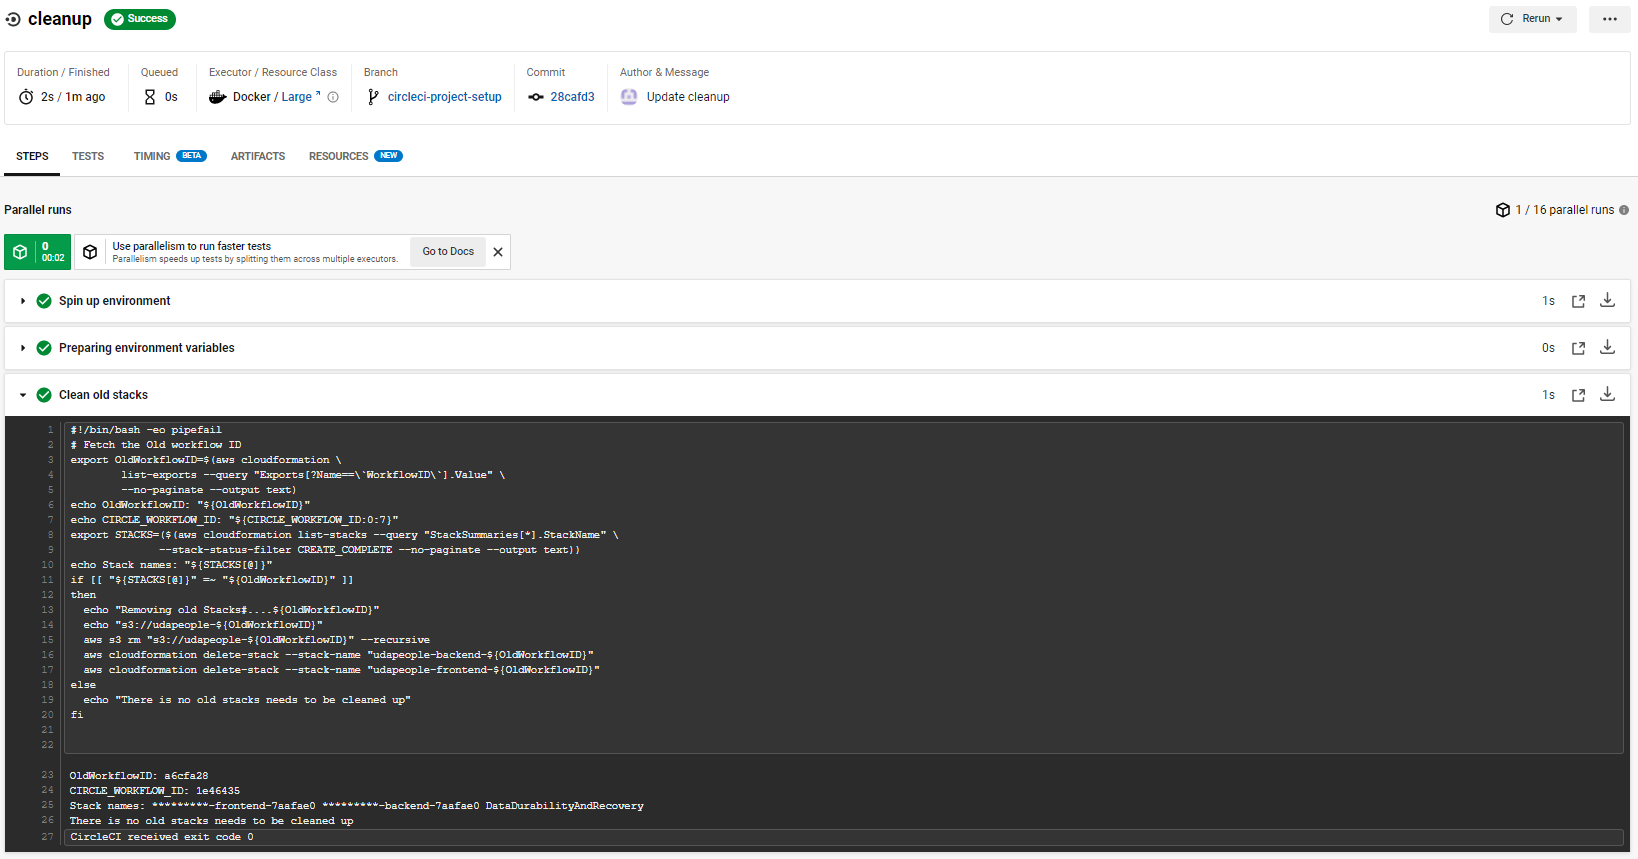 cleanup Success Rerun
Duration / Finished Queued Executor / Resource Class Branch Commit Author & Message
2s / 1m ago 0s Docker / Large circleci-project-setup 28cafd3 Update cleanup
STEPS TESTS TIMING BETA ARTIFACTS RESOURCES NEW
Parallel runs 1 / 16 parallel runs
0
00:02
Use parallelism to run faster tests
Parallelism speeds up tests by splitting them across multiple executors.
Go to Docs
Spin up environment 1s
Preparing environment variables 0s
Clean old stacks 1s
1 #!/bin/bash -eo pipefail
2 # Fetch the Old workflow ID
3 export OldWorkflowID=$(aws cloudformation \
4 list-exports --query "Exports[?Name==\`WorkflowID\`].Value" \
5 --no-paginate --output text)
6 echo OldWorkflowID: "${OldWorkflowID}"
7 echo CIRCLE_WORKFLOW_ID: "${CIRCLE_WORKFLOW_ID:0:7}"
8 export STACKS=($(aws cloudformation list-stacks --query "StackSummaries[*].StackName" \
9 --stack-status-filter CREATE_COMPLETE --no-paginate --output text))
10 echo Stack names: "${STACKS[@]}"
11 if [[ "${STACKS[@]}" =~ "${OldWorkflowID}" ]]
12 then
13 echo "Removing old Stacks#....${OldWorkflowID}"
14 echo "s3://udapeople-${OldWorkflowID}"
15 aws s3 rm "s3://udapeople-${OldWorkflowID}" --recursive
16 aws cloudformation delete-stack --stack-name "udapeople-backend-${OldWorkflowID}"
17 aws cloudformation delete-stack --stack-name "udapeople-frontend-${OldWorkflowID}"
18 else
19 echo "There is no old stacks needs to be cleaned up"
20 fi
21
22
23 OldWorkflowID: a6cfa28
24 CIRCLE_WORKFLOW_ID: 1e46435
25 Stack names: *********-frontend-7aafae0 *********-backend-7aafae0 DataDurabilityAndRecovery
26 There is no old stacks needs to be cleaned up
27 CircleCI received exit code 0